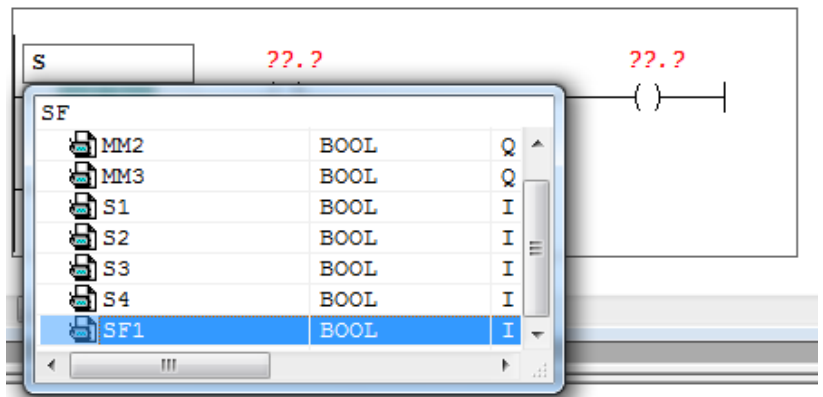 S ??.? ??.?
SF
MM2 BOOL Q
MM3 BOOL Q
S1 BOOL I
S2 BOOL I
S3 BOOL I
S4 BOOL I
SF1 BOOL I